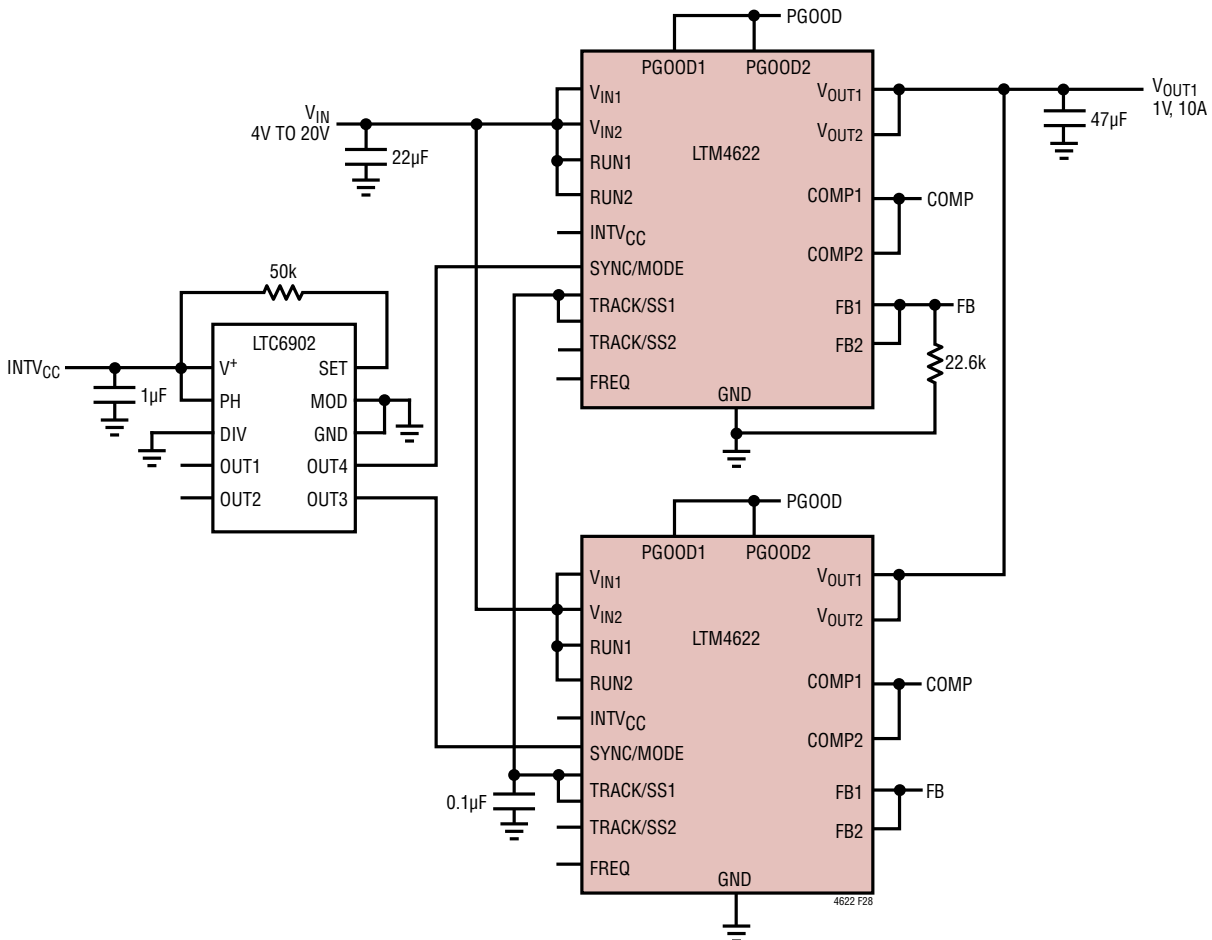 PGOOD
PGOOD1 PGOOD2
VIN1
VIN2
RUN1
RUN2
INTVCC
SYNC/MODE
TRACK/SS1
TRACK/SS2
FREQ
LTM4622
VOUT1
VOUT2
COMP1
COMP2
FB1
FB2
GND
COMP
FB
22.6k
VOUT1
1V, 10A
47µF
VIN
4V TO 20V
22µF
50k
LTC6902
INTVCC
1µF
V+
PH
DIV
OUT1
OUT2
SET
MOD
GND
OUT4
OUT3
PGOOD
PGOOD1 PGOOD2
VIN1
VIN2
RUN1
RUN2
INTVCC
SYNC/MODE
TRACK/SS1
TRACK/SS2
FREQ
LTM4622
VOUT1
VOUT2
COMP1
COMP2
FB1
FB2
GND
COMP
FB
0.1µF
4622 F28